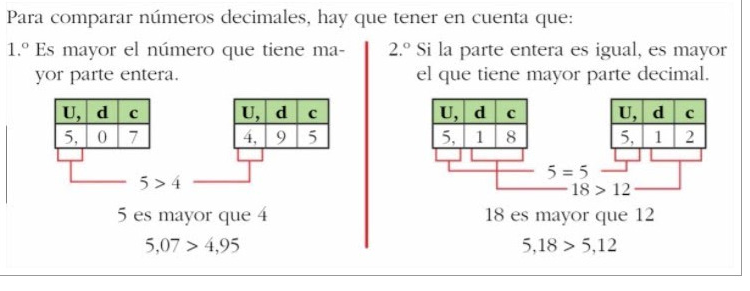 Para comparar números decimales, hay que tener en cuenta que:
1.º Es mayor el número que tiene ma-
yor parte entera.
U, d c
5, 0 7
U, d c
4, 9 5
5 > 4
5 es mayor que 4
5,07 > 4,95
2.º Si la parte entera es igual, es mayor
el que tiene mayor parte decimal.
U, d c
5, 1 8
U, d c
5, 1 2
5 = 5
18 > 12
18 es mayor que 12
5,18 > 5,12